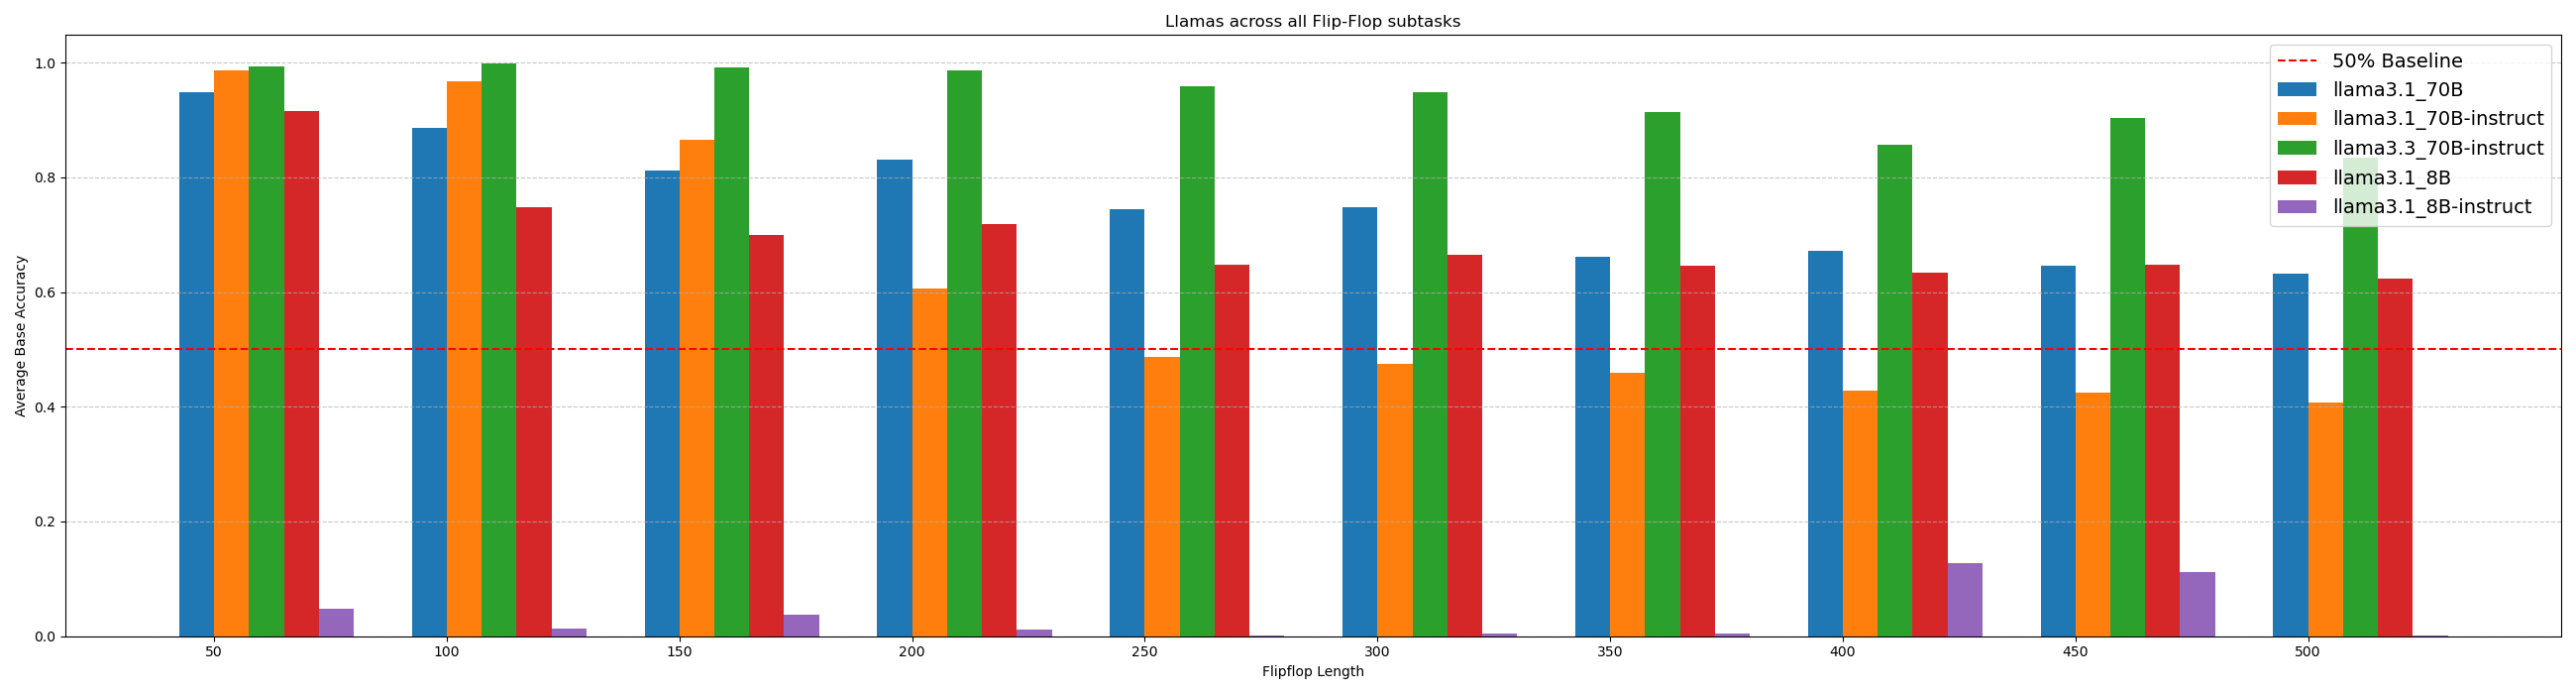 Llamas across all Flip-Flop subtasks
50% Baseline
llama3.1_70B
llama3.1_70B-instruct
llama3.3_70B-instruct
llama3.1_8B
llama3.1_8B-instruct
Average Base Accuracy
1.0
0.8
0.6
0.4
0.2
0.0
50 100 150 200 250 300 350 400 450 500
Flipflop Length